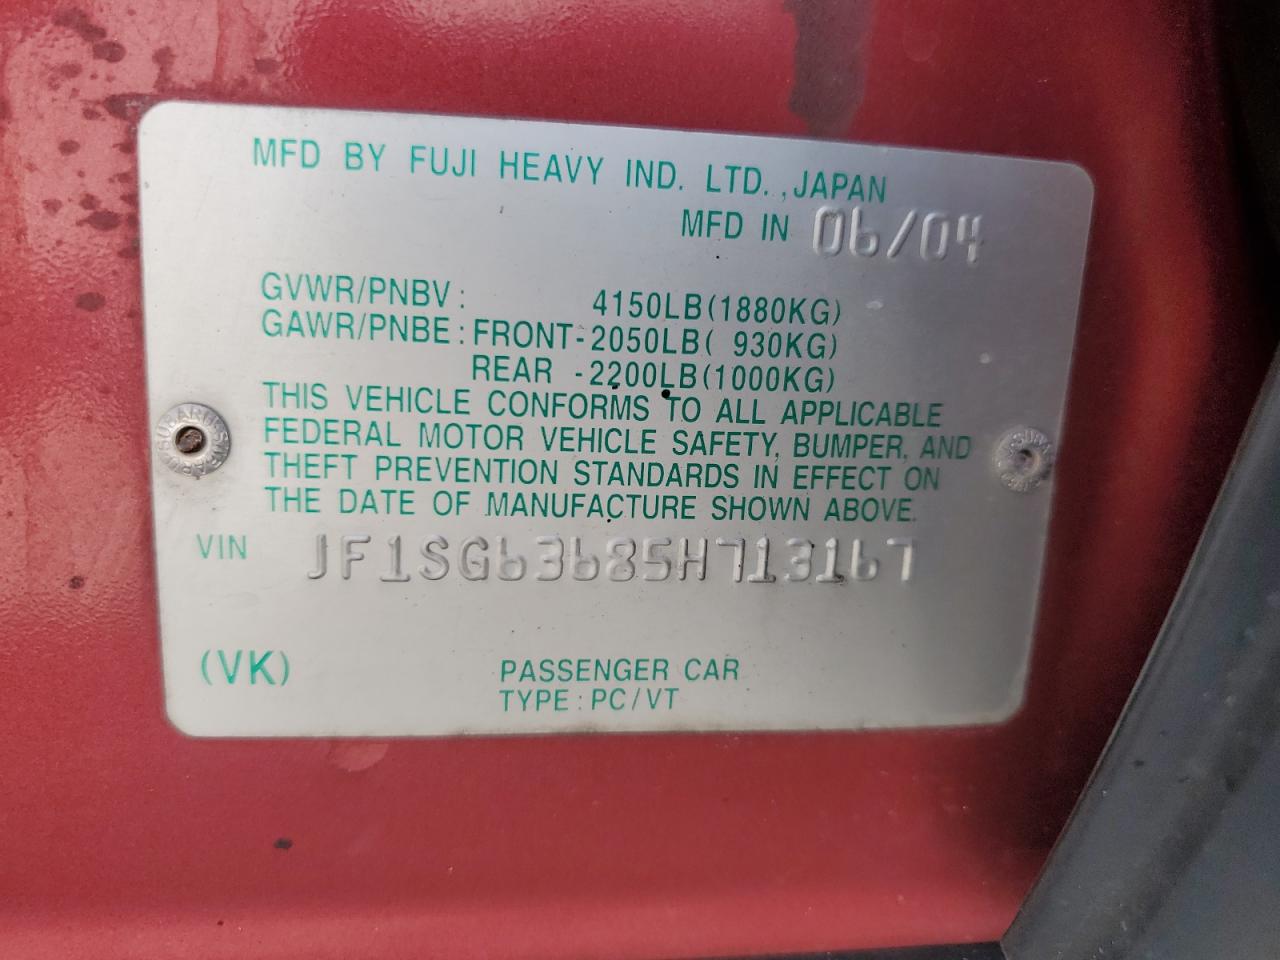 MFD BY FUJI HEAVY IND. LTD.,JAPAN
MFD IN 06/04
GVWR/PNBV: 4150LB(1880KG)
GAWR/PNBE: FRONT-2050LB( 930KG)
REAR -2200LB(1000KG)
THIS VEHICLE CONFORMS TO ALL APPLICABLE
FEDERAL MOTOR VEHICLE SAFETY, BUMPER, AND
THEFT PREVENTION STANDARDS IN EFFECT ON
THE DATE OF MANUFACTURE SHOWN ABOVE.
VIN JF1SG63685H713167
(VK) PASSENGER CAR
TYPE: PC/VT